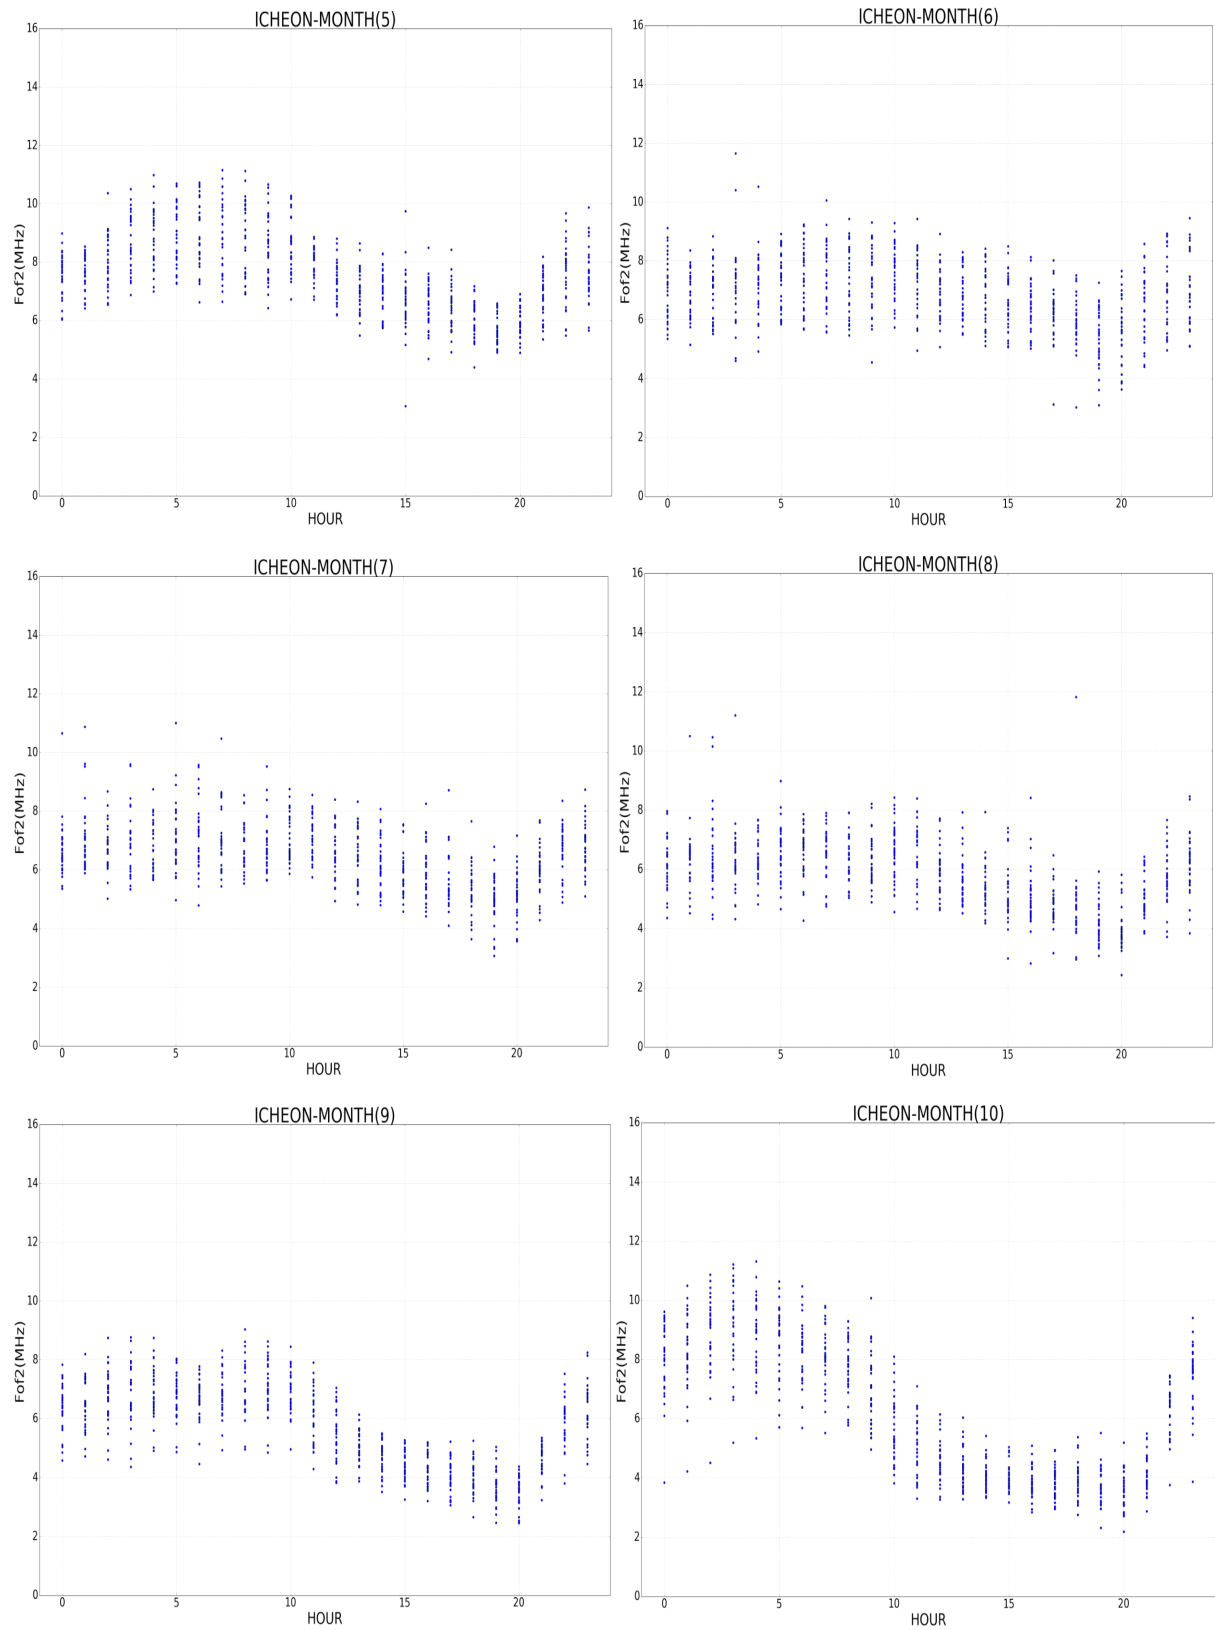 ICHEON-MONTH(5)
Fof2(MHz)
16
14
12
10
8
6
4
2
0
0 5 10 15 20
HOUR
ICHEON-MONTH(6)
Fof2(MHz)
16
14
12
10
8
6
4
2
0
0 5 10 15 20
HOUR
ICHEON-MONTH(7)
Fof2(MHz)
16
14
12
10
8
6
4
2
0
0 5 10 15 20
HOUR
ICHEON-MONTH(8)
Fof2(MHz)
16
14
12
10
8
6
4
2
0
0 5 10 15 20
HOUR
ICHEON-MONTH(9)
Fof2(MHz)
16
14
12
10
8
6
4
2
0
0 5 10 15 20
HOUR
ICHEON-MONTH(10)
Fof2(MHz)
16
14
12
10
8
6
4
2
0
0 5 10 15 20
HOUR